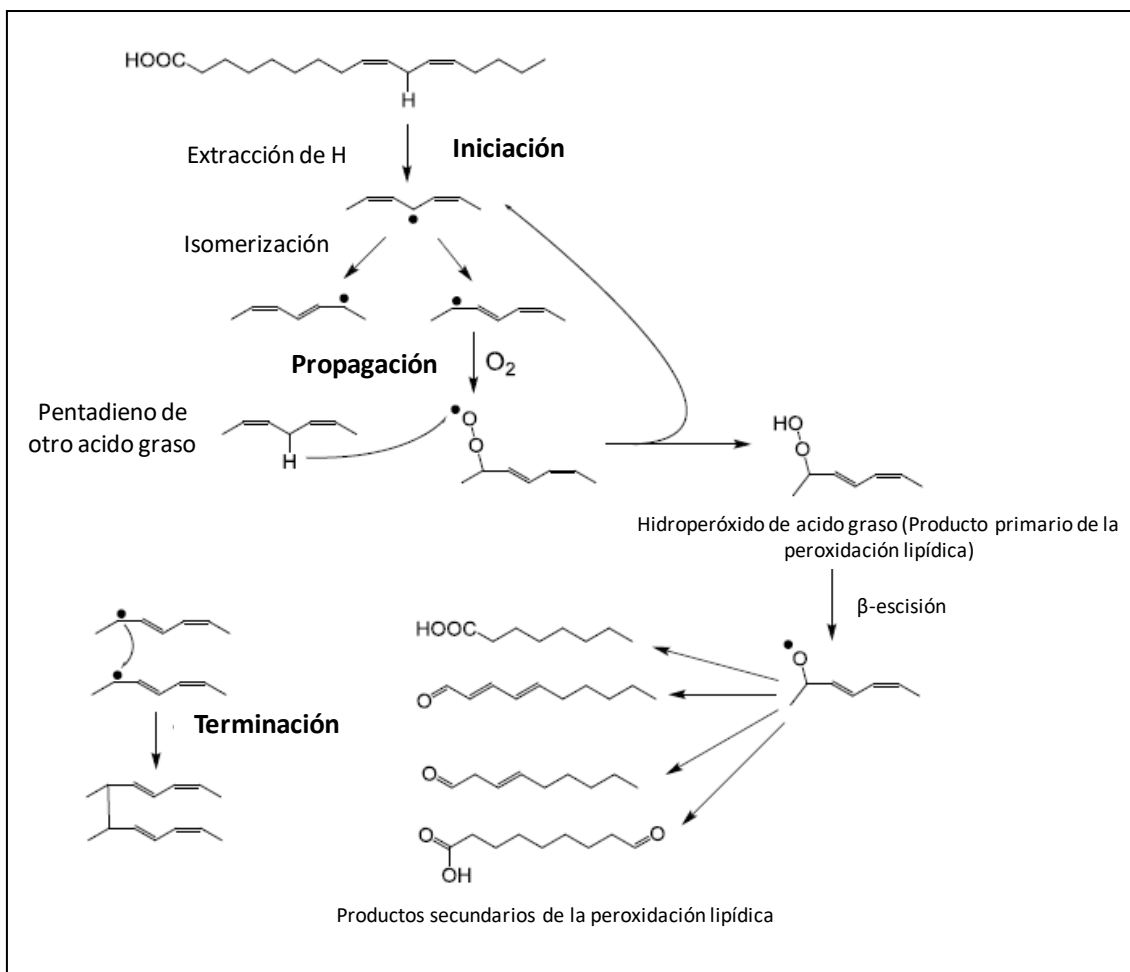 HOOC
H
Extracción de H
Iniciación
Isomerización
Propagación
O2
Pentadieno de
otro acido graso
H
O
O
HO
O
Hidroperóxido de acido graso (Producto primario de la
peroxidación lipídica)
β-escisión
HOOC
O
O
Terminación
O
O
O
OH
Productos secundarios de la peroxidación lipídica